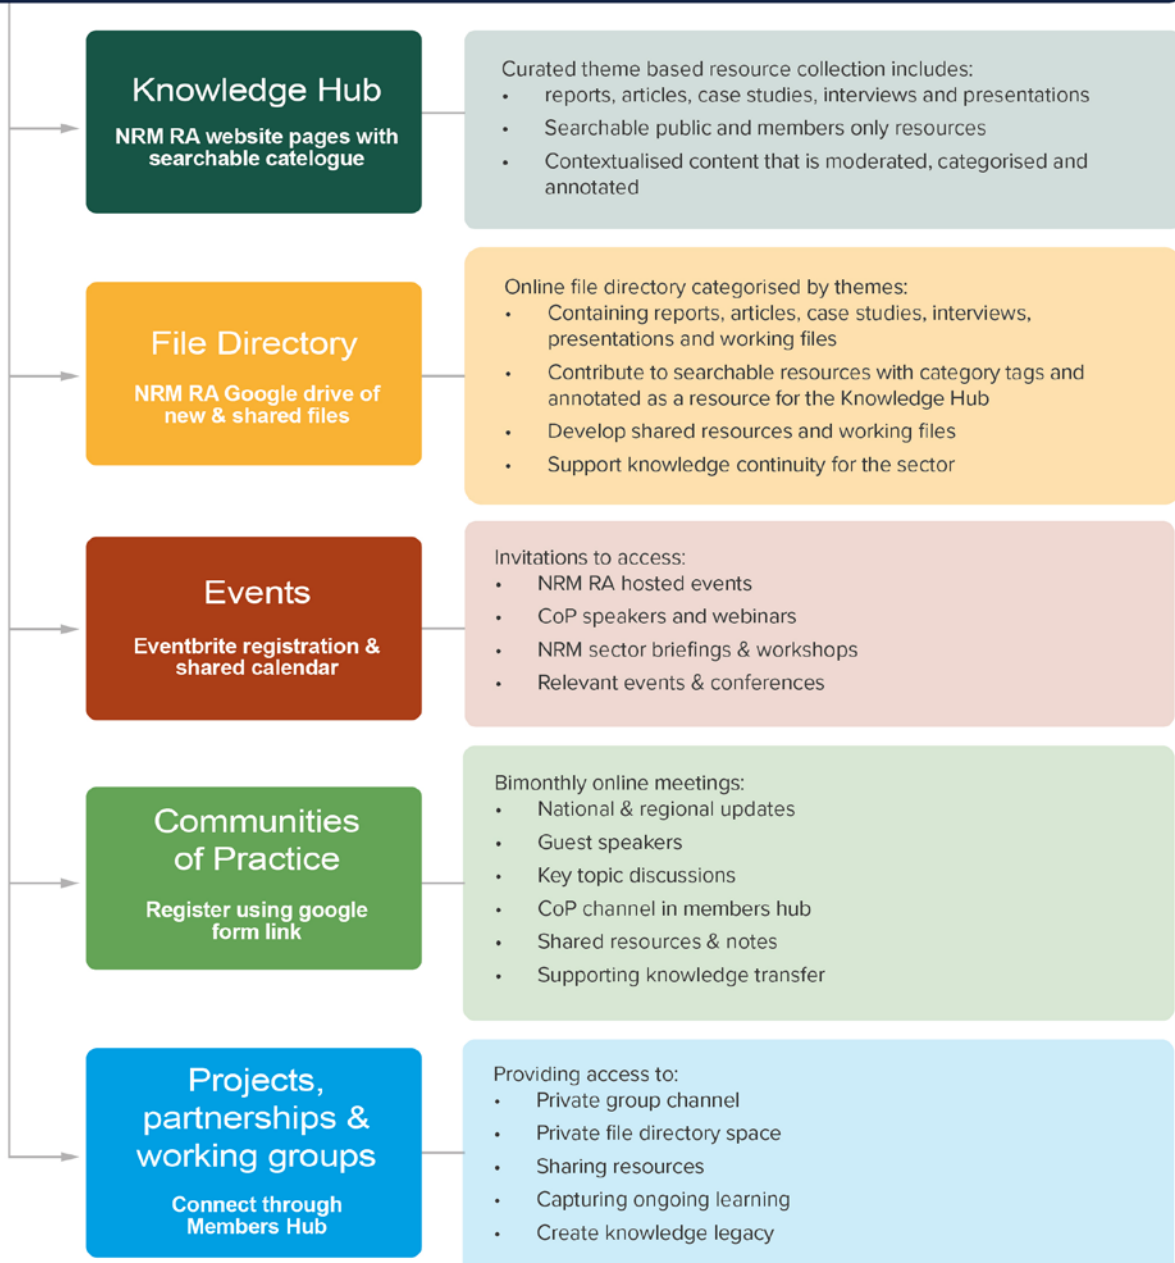 Knowledge Hub
NRM RA website pages with
searchable catelogue
Curated theme based resource collection includes:
• reports, articles, case studies, interviews and presentations
• Searchable public and members only resources
• Contextualised content that is moderated, categorised and
annotated
File Directory
NRM RA Google drive of
new & shared files
Online file directory categorised by themes:
• Containing reports, articles, case studies, interviews,
presentations and working files
• Contribute to searchable resources with category tags and
annotated as a resource for the Knowledge Hub
• Develop shared resources and working files
• Support knowledge continuity for the sector
Events
Eventbrite registration &
shared calendar
Invitations to access:
• NRM RA hosted events
• CoP speakers and webinars
• NRM sector briefings & workshops
• Relevant events & conferences
Communities
of Practice
Register using google
form link
Bimonthly online meetings:
• National & regional updates
• Guest speakers
• Key topic discussions
• CoP channel in members hub
• Shared resources & notes
• Supporting knowledge transfer
Projects,
partnerships &
working groups
Connect through
Members Hub
Providing access to:
• Private group channel
• Private file directory space
• Sharing resources
• Capturing ongoing learning
• Create knowledge legacy